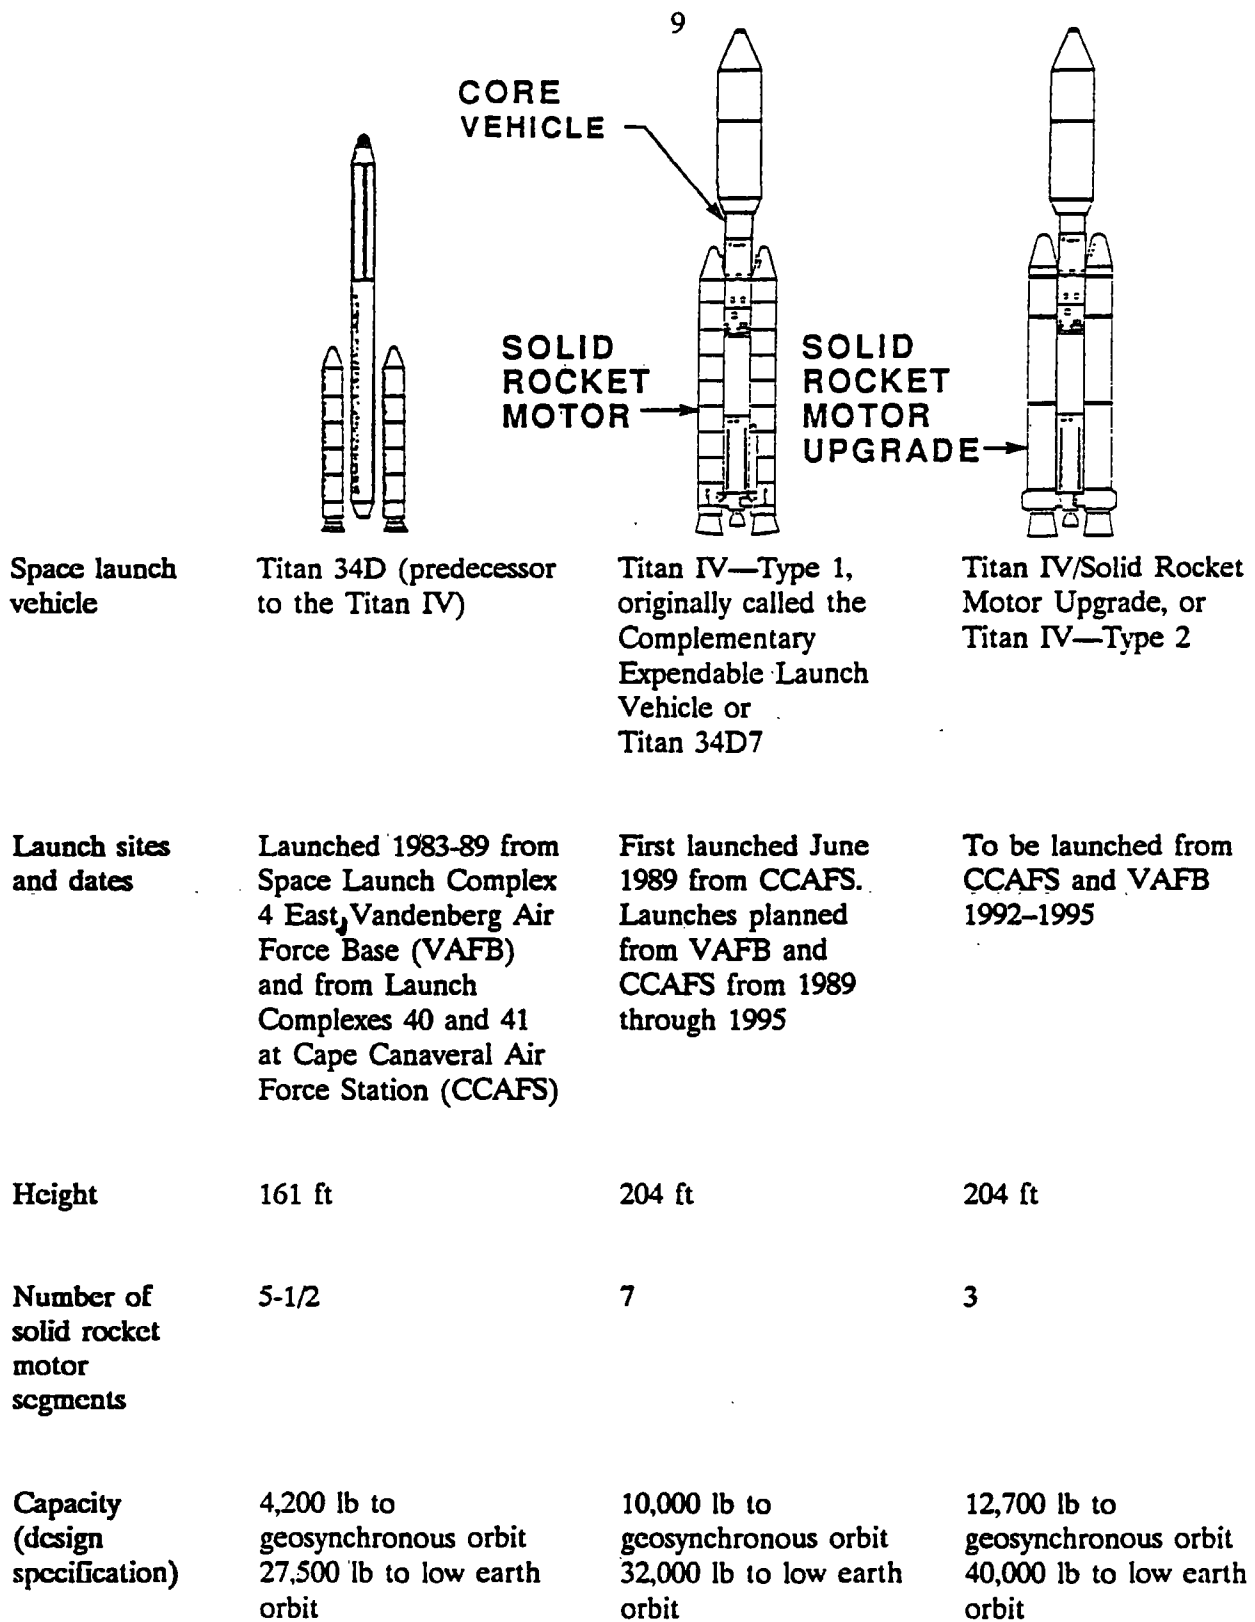 9
CORE
VEHICLE
SOLID
ROCKET
MOTOR
SOLID
ROCKET
MOTOR
UPGRADE
Space launch
vehicle
Titan 34D (predecessor
to the Titan IV)
Titan IV—Type 1,
originally called the
Complementary
Expendable Launch
Vehicle or
Titan 34D7
Titan IV/Solid Rocket
Motor Upgrade, or
Titan IV—Type 2
Launch sites
and dates
Launched 1983-89 from
Space Launch Complex
4 East, Vandenberg Air
Force Base (VAFB)
and from Launch
Complexes 40 and 41
at Cape Canaveral Air
Force Station (CCAFS)
First launched June
1989 from CCAFS.
Launches planned
from VAFB and
CCAFS from 1989
through 1995
To be launched from
CCAFS and VAFB
1992–1995
Height
161 ft
204 ft
204 ft
Number of
solid rocket
motor
segments
5-1/2
7
3
Capacity
(design
specification)
4,200 lb to
geosynchronous orbit
27,500 lb to low earth
orbit
10,000 lb to
geosynchronous orbit
32,000 lb to low earth
orbit
12,700 lb to
geosynchronous orbit
40,000 lb to low earth
orbit